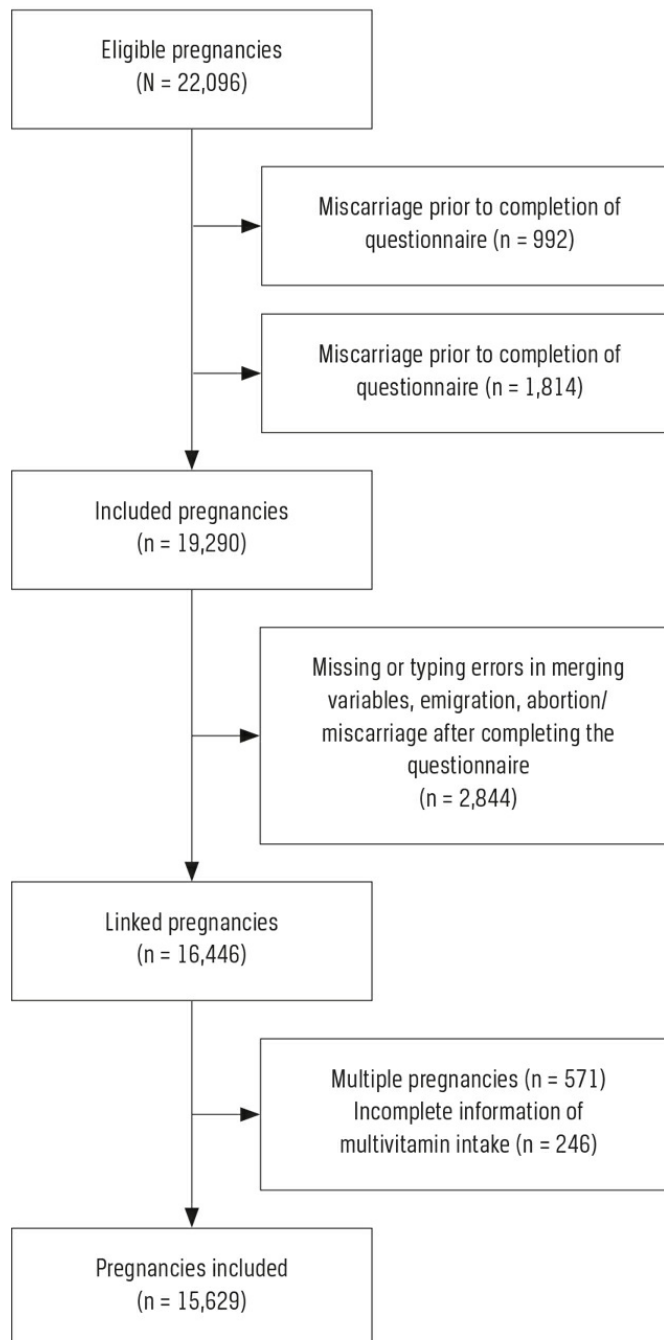 Eligible pregnancies
(N = 22,096)
Miscarriage prior to completion of
questionnaire (n = 992)
Miscarriage prior to completion of
questionnaire (n = 1,814)
Included pregnancies
(n = 19,290)
Missing or typing errors in merging
variables, emigration, abortion/
miscarriage after completing the
questionnaire
(n = 2,844)
Linked pregnancies
(n = 16,446)
Multiple pregnancies (n = 571)
Incomplete information of
multivitamin intake (n = 246)
Pregnancies included
(n = 15,629)